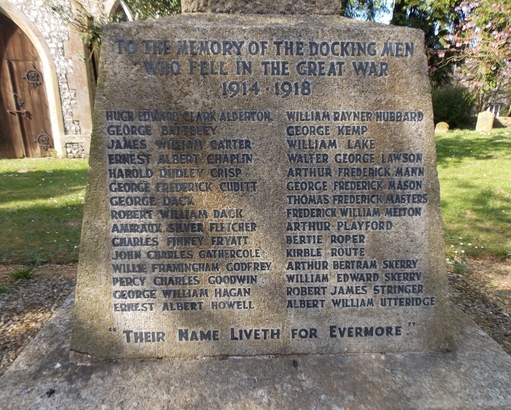 TO THE MEMORY OF THE DOCKING MEN
WHO FELL IN THE GREAT WAR
1914-1918
HUGH EDWARD CLARK ALDERTON
GEORGE BATTELEY
JAMES WILLIAM CARTER
ERNEST ALBERT CHAPLIN
HAROLD DUDLEY CRISP
GEORGE FREDERICK CUBITT
GEORGE DACK
ROBERT WILLIAM DACK
AMIRAUX SILVER FLETCHER
CHARLES FINNEY FRYATT
JOHN CHARLES GATHERCOLE
WILLIE FRAMINGHAM GODFREY
PERCY CHARLES GOODWIN
GEORGE WILLIAM HAGAN
ERNEST ALBERT HOWELL
WILLIAM RAYNER HUBBARD
GEORGE KEMP
WILLIAM LAKE
WALTER GEORGE LAWSON
ARTHUR FREDERICK MANN
GEORGE FREDERICK MASON
THOMAS FREDERICK MASTERS
FREDERICK WILLIAM MELTON
ARTHUR PLAYFORD
BERTIE ROPER
KIRBLE ROUTE
ARTHUR BERTRAM SKERRY
WILLIAM EDWARD SKERRY
ROBERT JAMES STRINGER
ALBERT WILLIAM UTTERIDGE
"THEIR NAME LIVETH FOR EVERMORE."